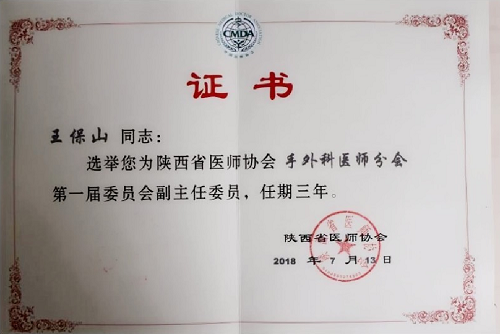 CMDA
证书
王保山 同志：
选举您为陕西省医师协会 手外科医师分会
第一届委员会副主任委员，任期三年。
陕西省医师协会
2018 年 7 月 13 日